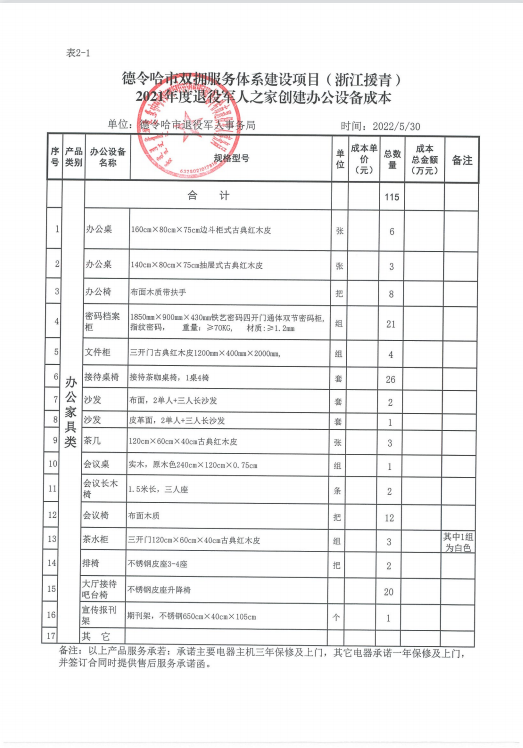 表2-1
德令哈市双拥服务体系建设项目（浙江援青）
2021年度退役军人之家创建办公设备成本
单位：德令哈市退役军人事务局 时间：2022/5/30
序号 产品类别 办公设备名称 规格型号 单位 成本单价（元） 总数量 成本总金额（万元） 备注
合 计 115
办公家具类
1 办公桌 160cm×80cm×75cm边斗柜式古典红木皮 张 6
2 办公桌 140cm×80cm×75cm抽屉式古典红木皮 张 3
3 办公椅 布面木质带扶手 把 8
4 密码档案柜 1850mm×900mm×430mm铁艺密码四开门通体双节密码柜,指纹密码, 重量:≥70KG, 材质:≥1.2mm 组 21
5 文件柜 三开门古典红木皮1200mm×400mm×2000mm, 组 4
6 接待桌椅 接待茶咖桌椅，1桌4椅 套 26
7 沙发 布面，2单人+三人长沙发 套 2
8 沙发 皮革面，2单人+三人长沙发 套 1
9 茶几 120cm×60cm×40cm古典红木皮 张 3
10 会议桌 实木，原木色240cm×120cm×0.75cm 组 1
11 会议长木椅 1.5米长，三人座 条 2
12 会议椅 布面木质 把 12
13 茶水柜 三开门120cm×60cm×40cm古典红木皮 组 3 其中1组为白色
14 排椅 不锈钢皮座3-4座 把 2
15 大厅接待吧台椅 不锈钢皮座升降椅 20
16 宣传报刊架 期刊架，不锈钢650cm×40cm×105cm 个 1
17 其 它
备注：以上产品服务承若；承诺主要电器主机三年保修及上门，其它电器承诺一年保修及上门，
并签订合同时提供售后服务承诺函。